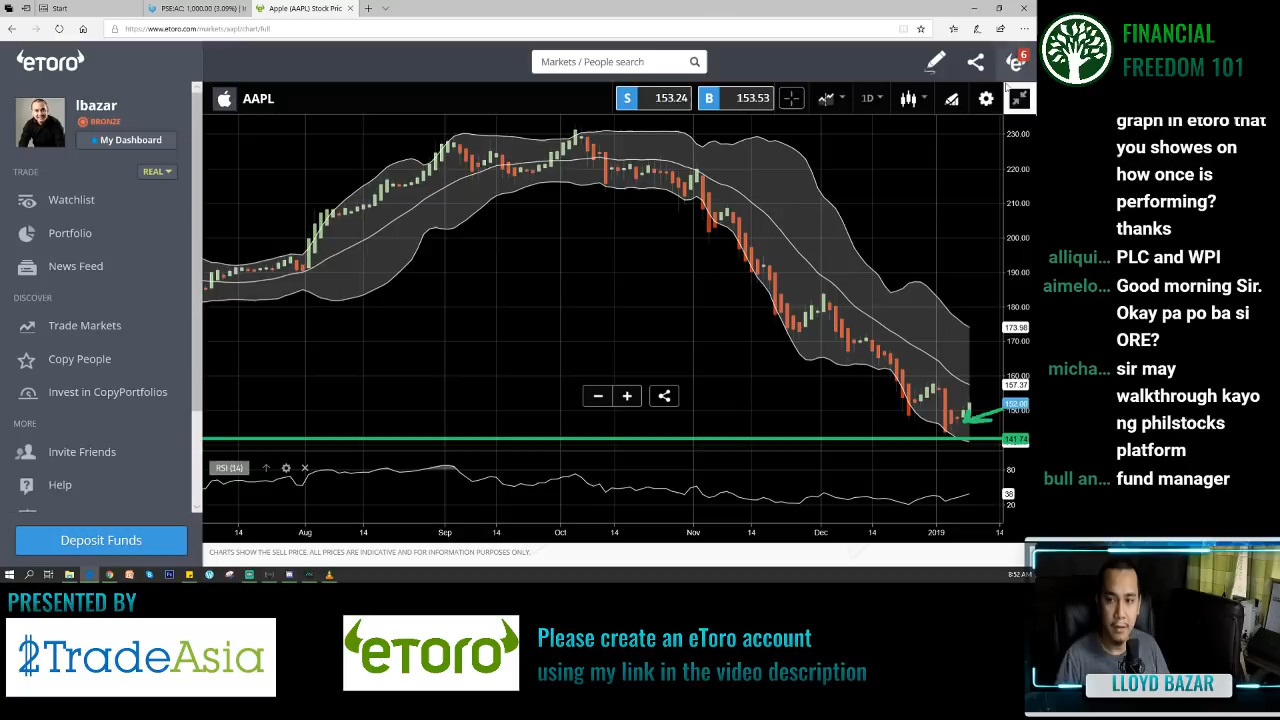 Start
PSE:AC: 1,000.00 (3.09%) | I
Apple (AAPL) Stock Pric
https://www.etoro.com/markets/aapl/chart/full
eToro
Markets / People search
6
lbazar
BRONZE
My Dashboard
TRADE
REAL
Watchlist
Portfolio
News Feed
DISCOVER
Trade Markets
Copy People
Invest in CopyPortfolios
MORE
Invite Friends
Help
Deposit Funds
AAPL
S 153.24
B 153.53
1D
230.00
220.00
210.00
200.00
190.00
180.00
173.98
170.00
160.00
157.37
152.00
150.00
141.74
RSI (14)
80
38
20
14 Aug 14 Sep 14 Oct 14 Nov 14 Dec 14 2019 14
CHARTS SHOW THE SELL PRICE. ALL PRICES ARE INDICATIVE AND FOR INFORMATION PURPOSES ONLY.
8:52 AM
FINANCIAL
FREEDOM 101
graph in etoro that
you showes on
how once is
performing?
thanks
alliqui... PLC and WPI
aimelo... Good morning Sir.
Okay pa po ba si
ORE?
micha... sir may
walkthrough kayo
ng philstocks
platform
bull an... fund manager
PRESENTED BY
2TradeAsia
eToro
Please create an eToro account
using my link in the video description
LLOYD BAZAR